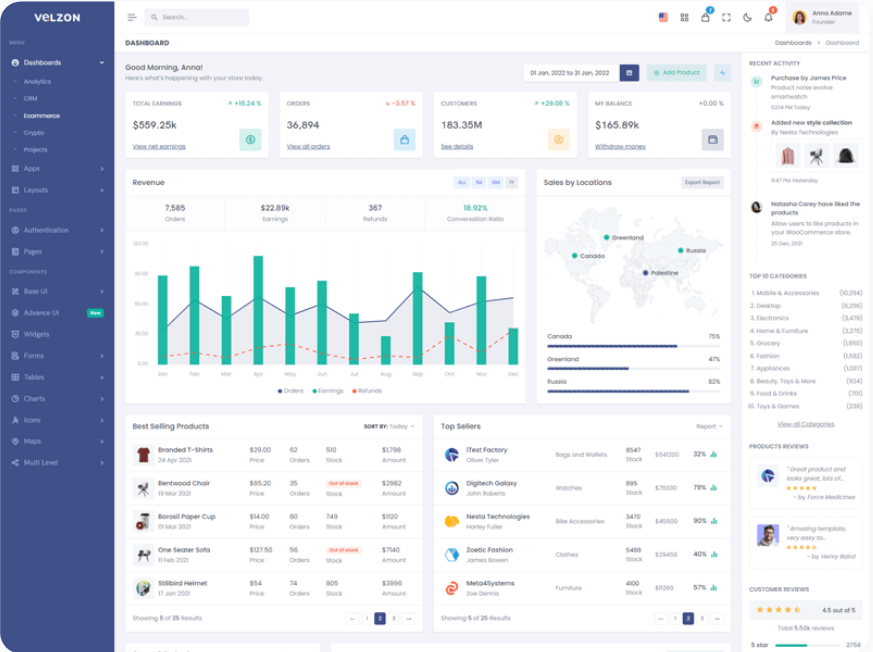 VELZON
Search...
7
5
Anna Adame
Founder
MENU
Dashboards
Analytics
CRM
Ecommerce
Crypto
Projects
Apps
Layouts
PAGES
Authentication
Pages
COMPONENTS
Base UI
Advance UI New
Widgets
Forms
Tables
Charts
Icons
Maps
Multi Level
DASHBOARD
Dashboards > Dashboard
Good Morning, Anna!
Here's what's happening with your store today.
01 Jan, 2022 to 31 Jan, 2022
Add Product
TOTAL EARNINGS +16.24 %
$559.25k
View net earnings
ORDERS -3.57 %
36,894
View all orders
CUSTOMERS +29.08 %
183.35M
See details
MY BALANCE +0.00 %
$165.89k
Withdraw money
Revenue
ALL 1M 6M 1Y
7,585 $22.89k 367 18.92%
Orders Earnings Refunds Conversation Ratio
120.00
90.00
60.00
30.00
0.00
Jan Feb Mar Apr May Jun Jul Aug Sep Oct Nov Dec
Orders Earnings Refunds
Sales by Locations
Export Report
Greenland
Canada
Russia
Palestine
Canada 75%
Greenland 47%
Russia 82%
Best Selling Products
SORT BY: Today
Branded T-Shirts $29.00 62 510 $1,798
24 Apr 2021 Price Orders Stock Amount
Bentwood Chair $85.20 35 Out of stock $2982
19 Mar 2021 Price Orders Stock Amount
Borosil Paper Cup $14.00 80 749 $1120
01 Mar 2021 Price Orders Stock Amount
One Seater Sofa $127.50 56 Out of stock $7140
11 Feb 2021 Price Orders Stock Amount
Stillbird Helmet $54 74 805 $3996
17 Jan 2021 Price Orders Stock Amount
Showing 5 of 25 Results
← 1 2 3 →
Top Sellers
Report
iTest Factory Bags and Wallets 8547 $541200 32%
Oliver Tyler Stock
Digitech Galaxy Watches 895 $75030 79%
John Roberts Stock
Nesta Technologies Bike Accessories 3470 $45600 90%
Harley Fuller Stock
Zoetic Fashion Clothes 5488 $29456 40%
James Bowen Stock
Meta4Systems Furniture 4100 $11260 57%
Zoe Dennis Stock
Showing 5 of 25 Results
← 1 2 3 →
RECENT ACTIVITY
Purchase by James Price
Product noise evolve
smartwatch
02:14 PM Today
Added new style collection
By Nesta Technologies
9:47 PM Yesterday
Natasha Carey have liked the
products
Allow users to like products in
your WooCommerce store.
25 Dec, 2021
TOP 10 CATEGORIES
1. Mobile & Accessories (10,294)
2. Desktop (6,256)
3. Electronics (3,479)
4. Home & Furniture (2,275)
5. Grocery (1,950)
6. Fashion (1,582)
7. Appliances (1,037)
8. Beauty, Toys & More (924)
9. Food & Drinks (701)
10. Toys & Games (239)
View all Categories
PRODUCTS REVIEWS
" Great product and
looks great, lots of...
- by Force Medicines
" Amazing template,
very easy to...
- by Henry Baird
CUSTOMER REVIEWS
4.5 out of 5
Total 5.50k reviews
5 star 2758